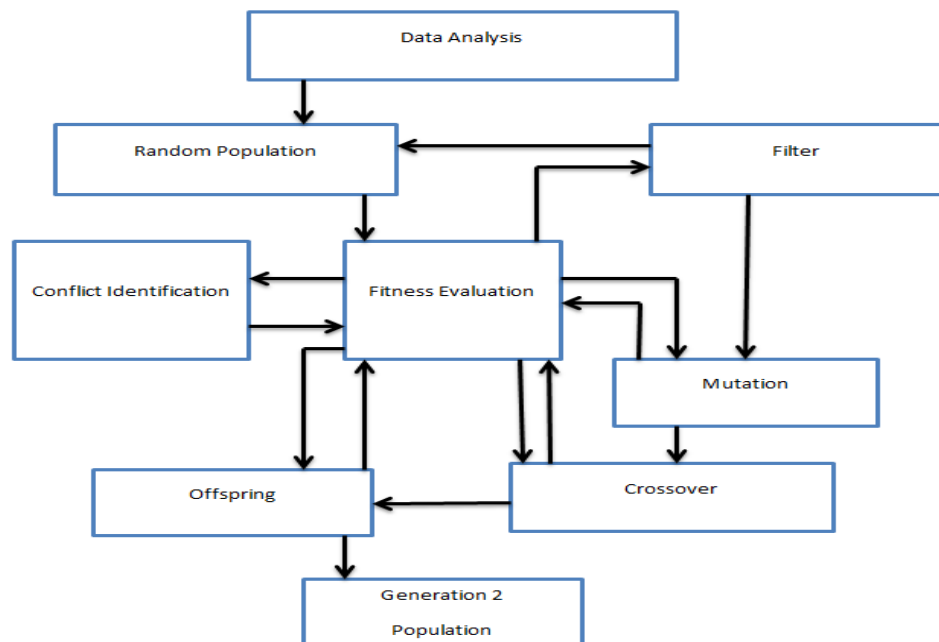 Data Analysis
Random Population
Filter
Conflict Identification
Fitness Evaluation
Mutation
Offspring
Crossover
Generation 2
Population